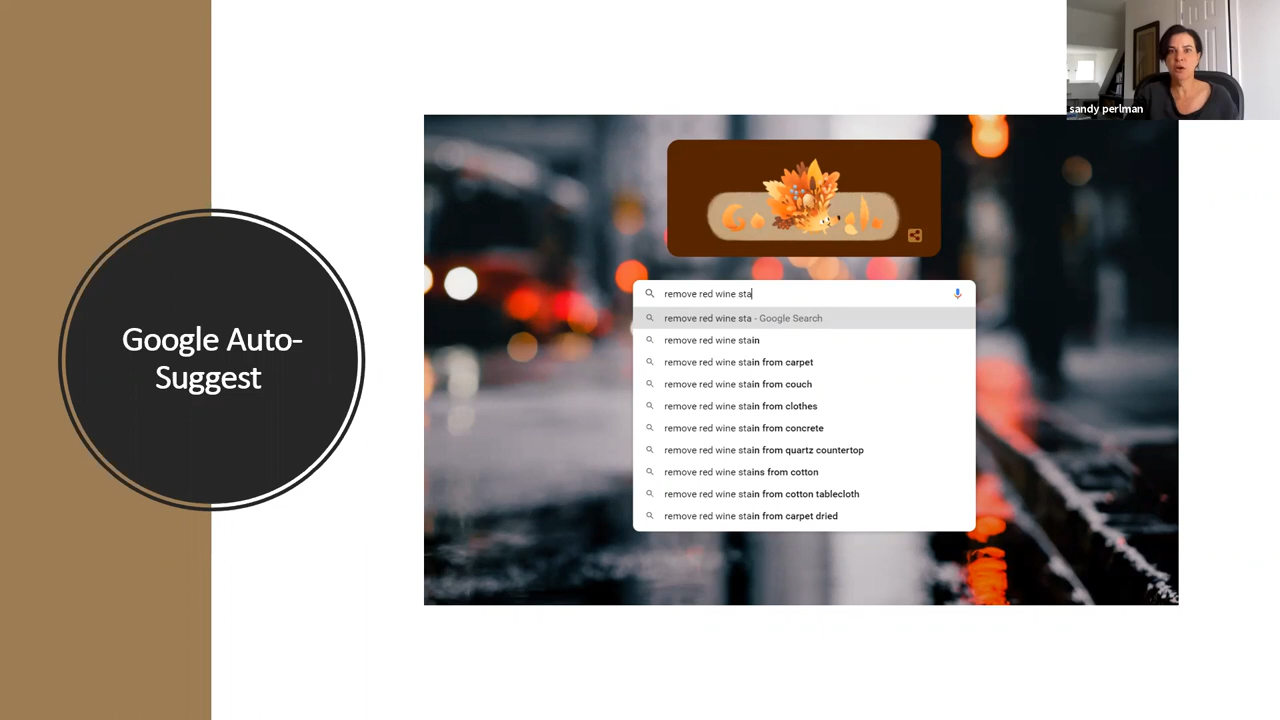 sandy perlman
Google Auto-
Suggest
remove red wine sta
remove red wine sta - Google Search
remove red wine stain
remove red wine stain from carpet
remove red wine stain from couch
remove red wine stain from clothes
remove red wine stain from concrete
remove red wine stain from quartz countertop
remove red wine stains from cotton
remove red wine stain from cotton tablecloth
remove red wine stain from carpet dried